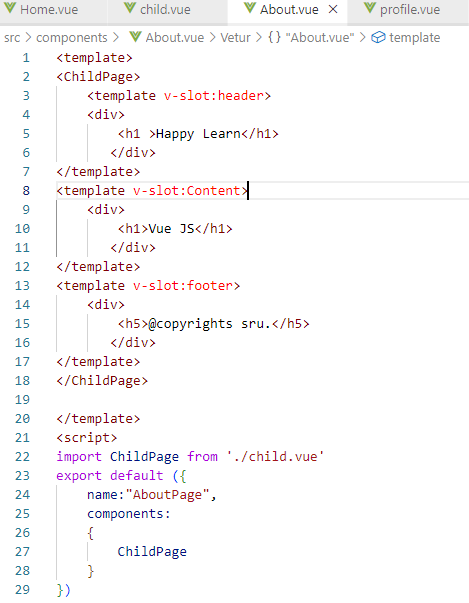 Home.vue child.vue About.vue × profile.vue
src > components > About.vue > Vetur > {} "About.vue" > template
1 <template>
2 <ChildPage>
3 <template v-slot:header>
4 <div>
5 <h1 >Happy Learn</h1>
6 </div>
7 </template>
8 <template v-slot:Content>
9 <div>
10 <h1>Vue JS</h1>
11 </div>
12 </template>
13 <template v-slot:footer>
14 <div>
15 <h5>@copyrights sru.</h5>
16 </div>
17 </template>
18 </ChildPage>
19
20 </template>
21 <script>
22 import ChildPage from './child.vue'
23 export default ({
24 name:"AboutPage",
25 components:
26 {
27 ChildPage
28 }
29 })